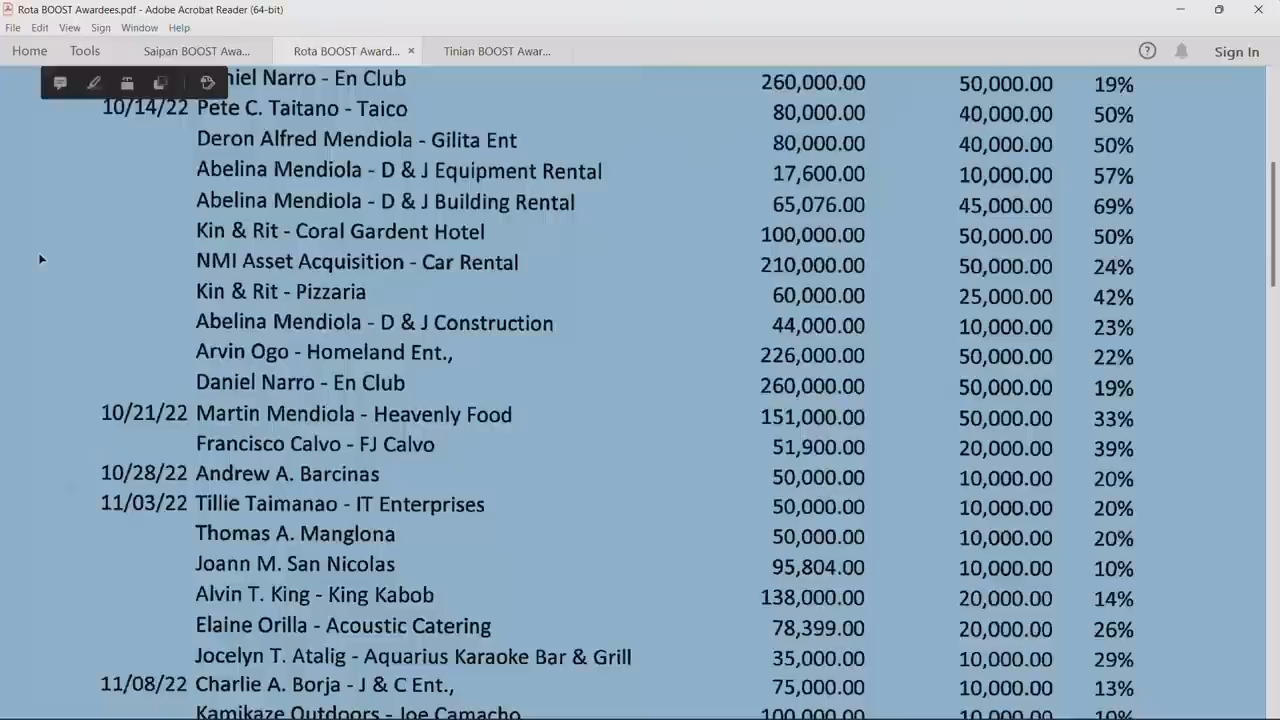 Rota BOOST Awardees.pdf - Adobe Acrobat Reader (64-bit)
File Edit View Sign Window Help
Home Tools Saipan BOOST Awa... Rota BOOST Award... × Tinian BOOST Awar... Sign In
niel Narro - En Club 260,000.00 50,000.00 19%
10/14/22 Pete C. Taitano - Taico 80,000.00 40,000.00 50%
Deron Alfred Mendiola - Gilita Ent 80,000.00 40,000.00 50%
Abelina Mendiola - D & J Equipment Rental 17,600.00 10,000.00 57%
Abelina Mendiola - D & J Building Rental 65,076.00 45,000.00 69%
Kin & Rit - Coral Gardent Hotel 100,000.00 50,000.00 50%
NMI Asset Acquisition - Car Rental 210,000.00 50,000.00 24%
Kin & Rit - Pizzaria 60,000.00 25,000.00 42%
Abelina Mendiola - D & J Construction 44,000.00 10,000.00 23%
Arvin Ogo - Homeland Ent., 226,000.00 50,000.00 22%
Daniel Narro - En Club 260,000.00 50,000.00 19%
10/21/22 Martin Mendiola - Heavenly Food 151,000.00 50,000.00 33%
Francisco Calvo - FJ Calvo 51,900.00 20,000.00 39%
10/28/22 Andrew A. Barcinas 50,000.00 10,000.00 20%
11/03/22 Tillie Taimanao - IT Enterprises 50,000.00 10,000.00 20%
Thomas A. Manglona 50,000.00 10,000.00 20%
Joann M. San Nicolas 95,804.00 10,000.00 10%
Alvin T. King - King Kabob 138,000.00 20,000.00 14%
Elaine Orilla - Acoustic Catering 78,399.00 20,000.00 26%
Jocelyn T. Atalig - Aquarius Karaoke Bar & Grill 35,000.00 10,000.00 29%
11/08/22 Charlie A. Borja - J & C Ent., 75,000.00 10,000.00 13%
Kamikaze Outdoors - Joe Camacho 100,000.00 10,000.00 10%